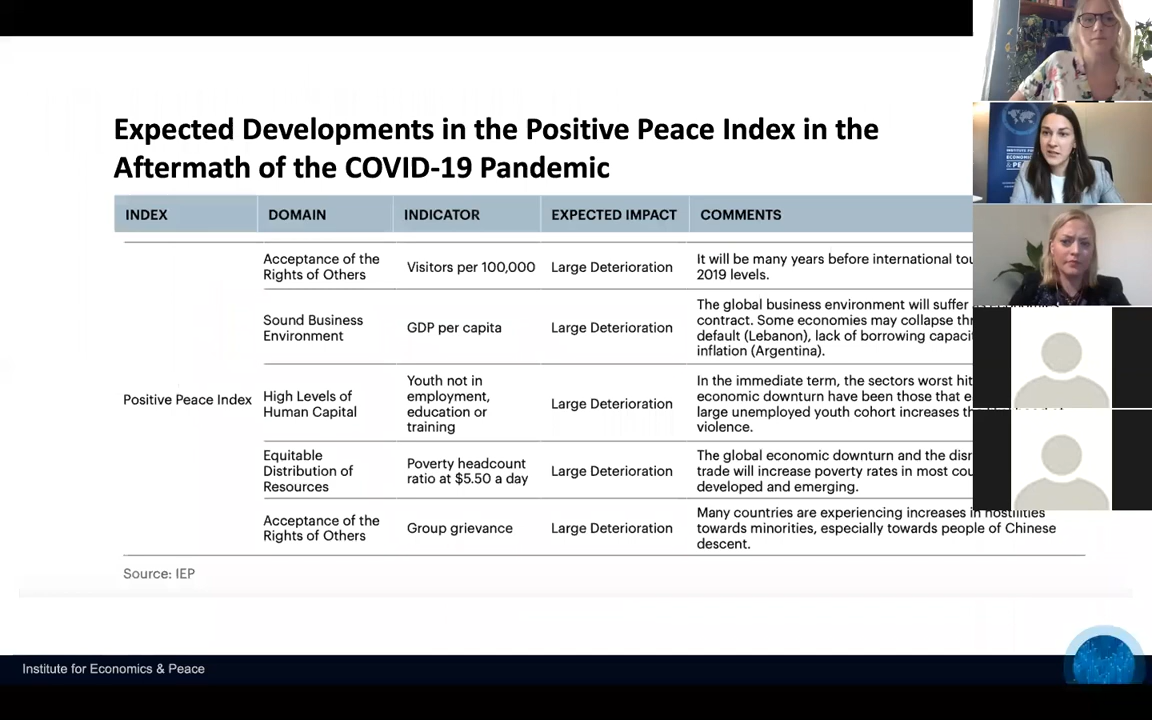 Expected Developments in the Positive Peace Index in the
Aftermath of the COVID-19 Pandemic
INDEX DOMAIN INDICATOR EXPECTED IMPACT COMMENTS
Positive Peace Index
Acceptance of the
Rights of Others
Visitors per 100,000
Large Deterioration
It will be many years before international
2019 levels.
Sound Business
Environment
GDP per capita
Large Deterioration
The global business environment will suffer
contract. Some economies may collapse
default (Lebanon), lack of borrowing
inflation (Argentina).
High Levels of
Human Capital
Youth not in
employment,
education or
training
Large Deterioration
In the immediate term, the sectors worst hit
economic downturn have been those that
large unemployed youth cohort increases
violence.
Equitable
Distribution of
Resources
Poverty headcount
ratio at $5.50 a day
Large Deterioration
The global economic downturn and the
trade will increase poverty rates in most
developed and emerging.
Acceptance of the
Rights of Others
Group grievance
Large Deterioration
Many countries are experiencing increases in hostilities
towards minorities, especially towards people of Chinese
descent.
Source: IEP
Institute for Economics & Peace